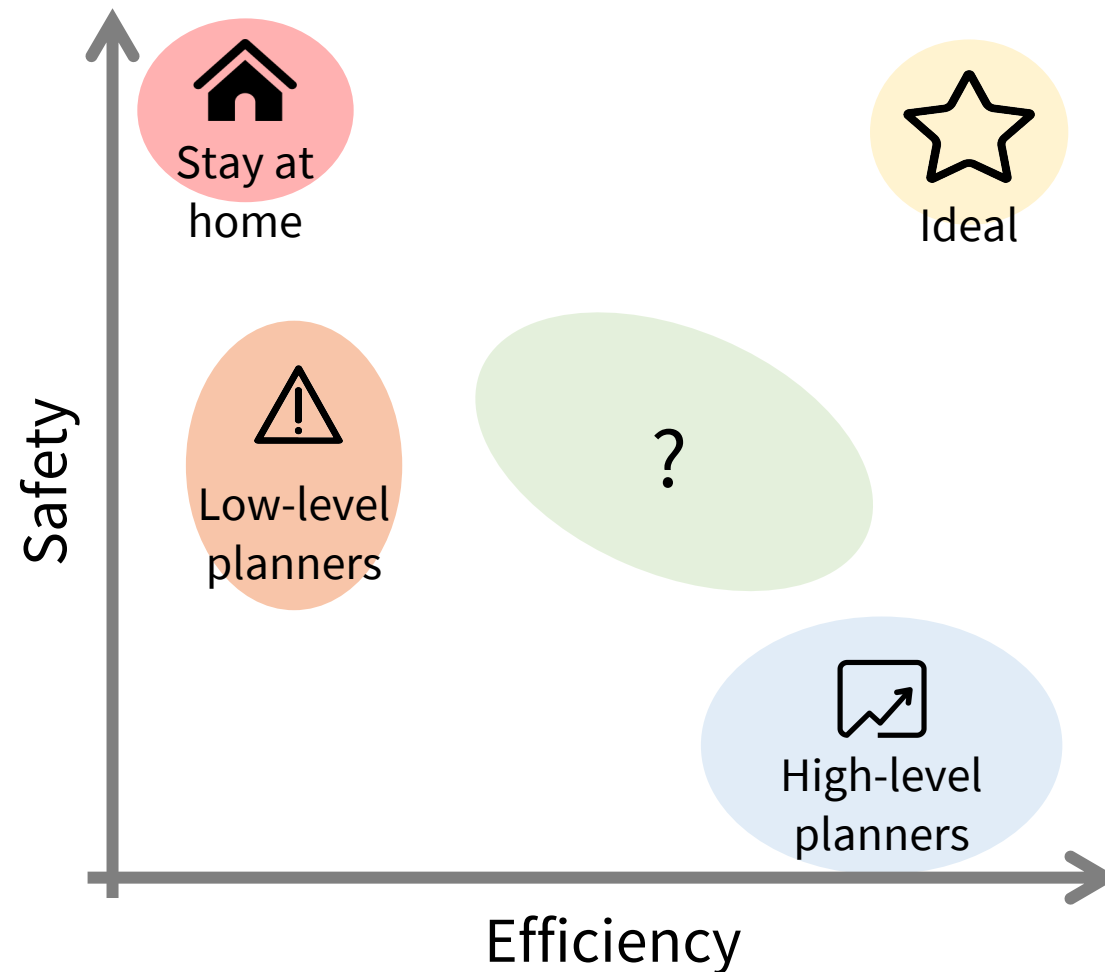 Stay at
home
Ideal
Safety
Low-level
planners
?
High-level
planners
Efficiency